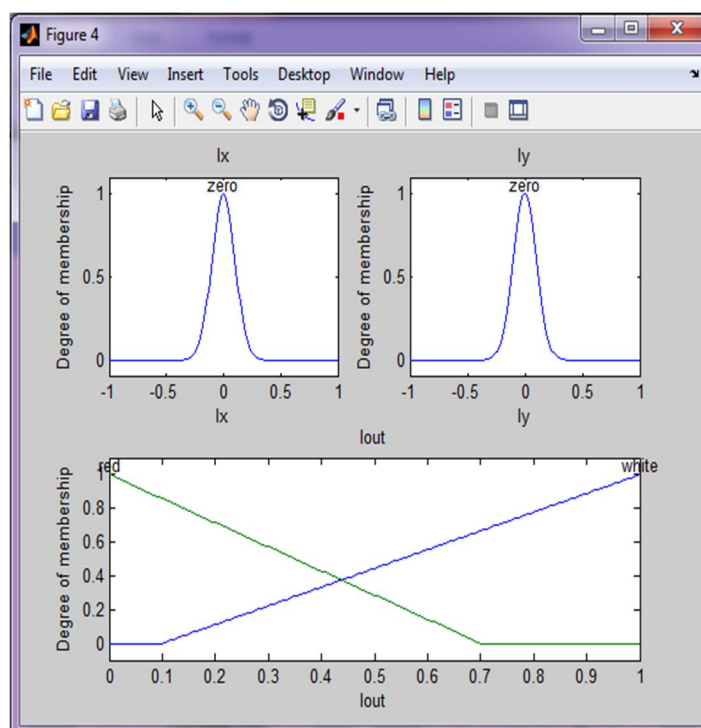 Figure 4
File Edit View Insert Tools Desktop Window Help
Ix
Iy
zero
zero
Degree of membership
1
0.5
0
-1 -0.5 0 0.5 1
Ix
Degree of membership
1
0.5
0
-1 -0.5 0 0.5 1
Iy
Iout
red
white
Degree of membership
1
0.8
0.6
0.4
0.2
0
0 0.1 0.2 0.3 0.4 0.5 0.6 0.7 0.8 0.9 1
Iout